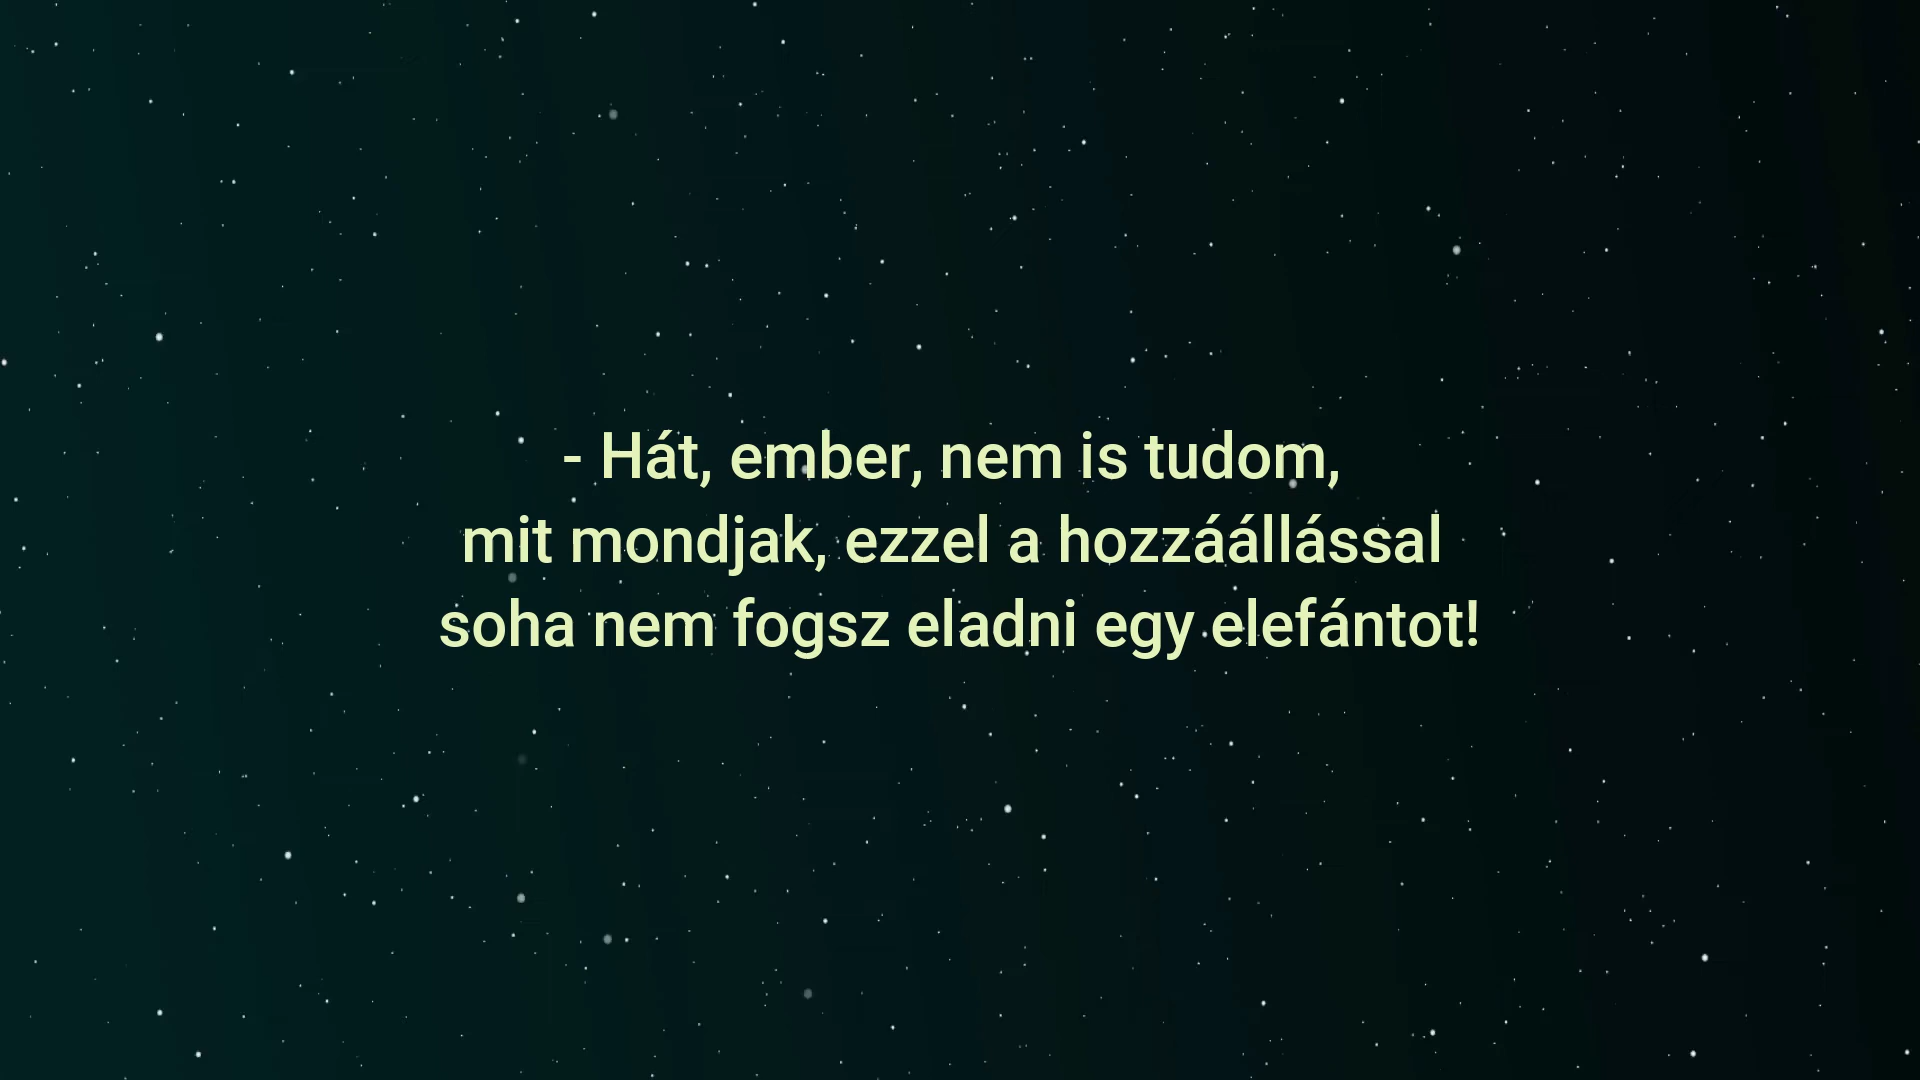 - Hát, ember, nem is tudom,
mit mondjak, ezzel a hozzáállással
soha nem fogsz eladni egy elefántot!